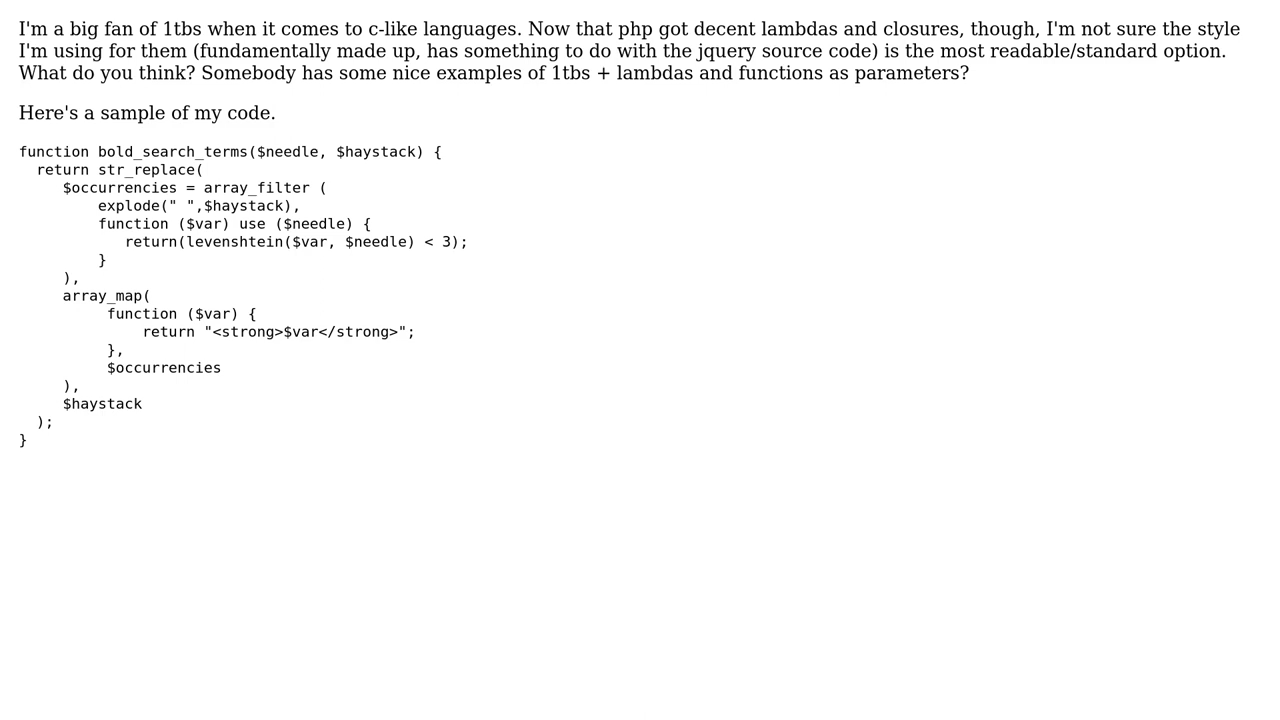 I'm a big fan of 1tbs when it comes to c-like languages. Now that php got decent lambdas and closures, though, I'm not sure the style
I'm using for them (fundamentally made up, has something to do with the jquery source code) is the most readable/standard option.
What do you think? Somebody has some nice examples of 1tbs + lambdas and functions as parameters?
Here's a sample of my code.
function bold_search_terms($needle, $haystack) {
  return str_replace(
     $occurrencies = array_filter (
         explode(" ",$haystack),
         function ($var) use ($needle) {
            return(levenshtein($var, $needle) < 3);
         }
     ),
     array_map(
          function ($var) {
              return "<strong>$var</strong>";
          },
          $occurrencies
     ),
     $haystack
  );
}